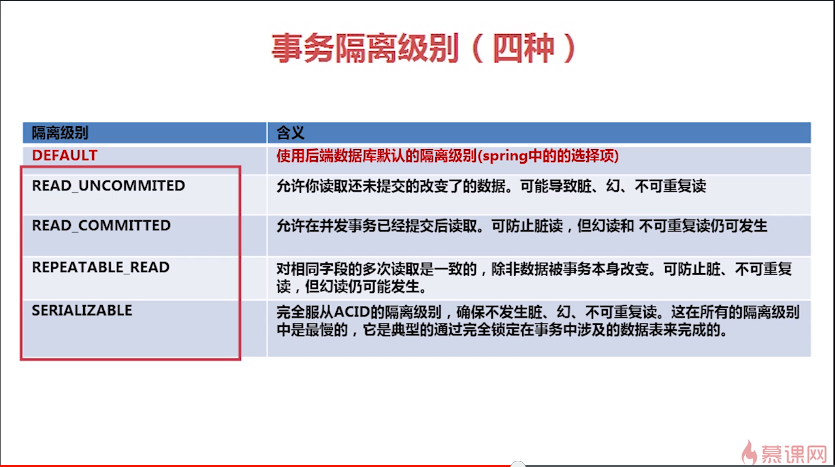 事务隔离级别（四种）
隔离级别
含义
DEFAULT
使用后端数据库默认的隔离级别(spring中的的选择项)
READ_UNCOMMITED
允许你读取还未提交的改变了的数据。可能导致脏、幻、不可重复读
READ_COMMITTED
允许在并发事务已经提交后读取。可防止脏读，但幻读和 不可重复读仍可发生
REPEATABLE_READ
对相同字段的多次读取是一致的，除非数据被事务本身改变。可防止脏、不可重复
读，但幻读仍可能发生。
SERIALIZABLE
完全服从ACID的隔离级别，确保不发生脏、幻、不可重复读。这在所有的隔离级别
中是最慢的，它是典型的通过完全锁定在事务中涉及的数据表来完成的。
慕课网